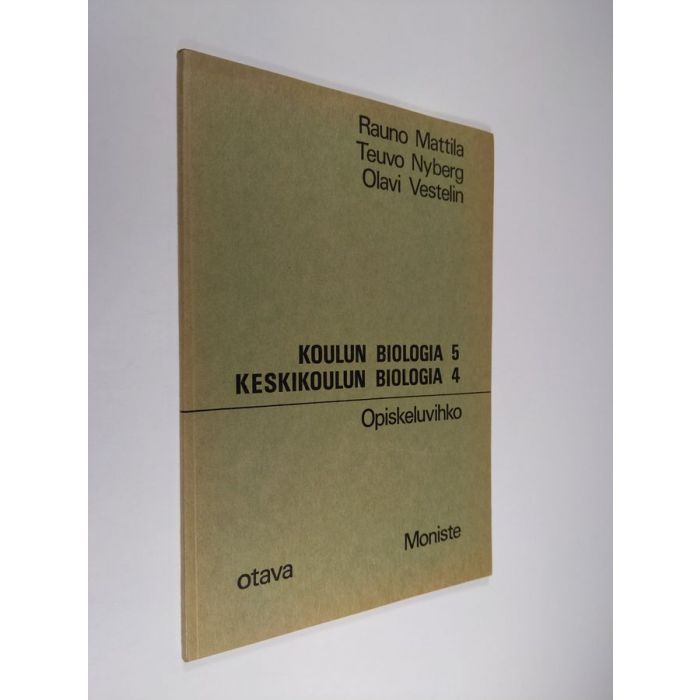 Rauno Mattila
Teuvo Nyberg
Olavi Vestelin
KOULUN BIOLOGIA 5
KESKIKOULUN BIOLOGIA 4
Opiskeluvihko
Moniste
otava